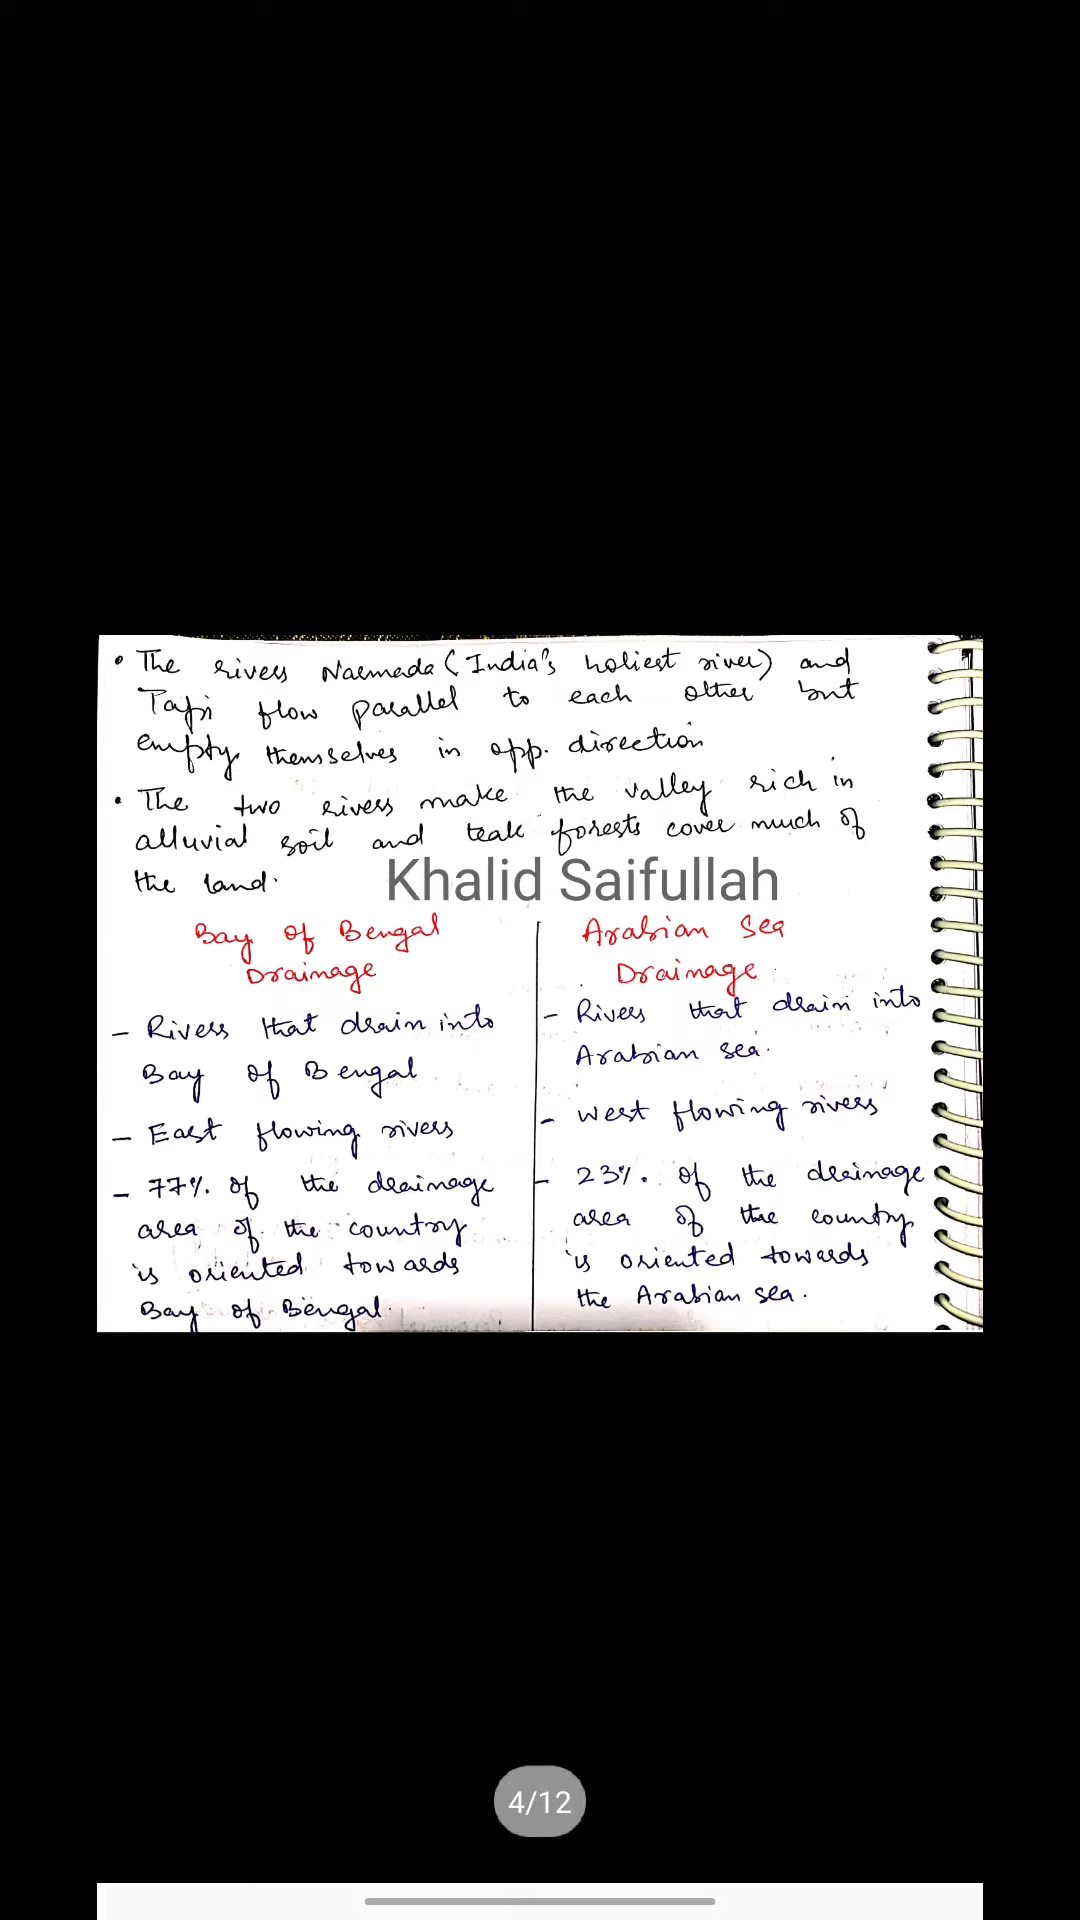 • The rivers Narmada (India's holiest river) and
Tapi flow parallel to each other but
empty themselves in opp. direction
• The two rivers make the valley rich in
alluvial soil and teak forests cover much of
the land.
Khalid Saifullah
Bay of Bengal
Drainage
- Rivers that drain into
Bay of Bengal
- East flowing rivers
- 77% of the drainage
area of the country
is oriented towards
Bay of Bengal.
Arabian Sea
Drainage
- Rivers that drain into
Arabian sea.
- west flowing rivers
- 23% of the drainage
area of the country
is oriented towards
the Arabian sea.
4/12